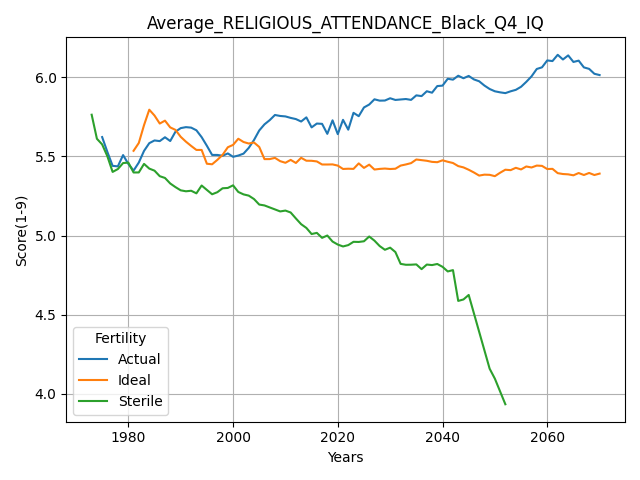 Average_RELIGIOUS_ATTENDANCE_Black_Q4_IQ
6.0
5.5
5.0
4.5
4.0
Score(1-9)
Fertility
Actual
Ideal
Sterile
1980 2000 2020 2040 2060
Years